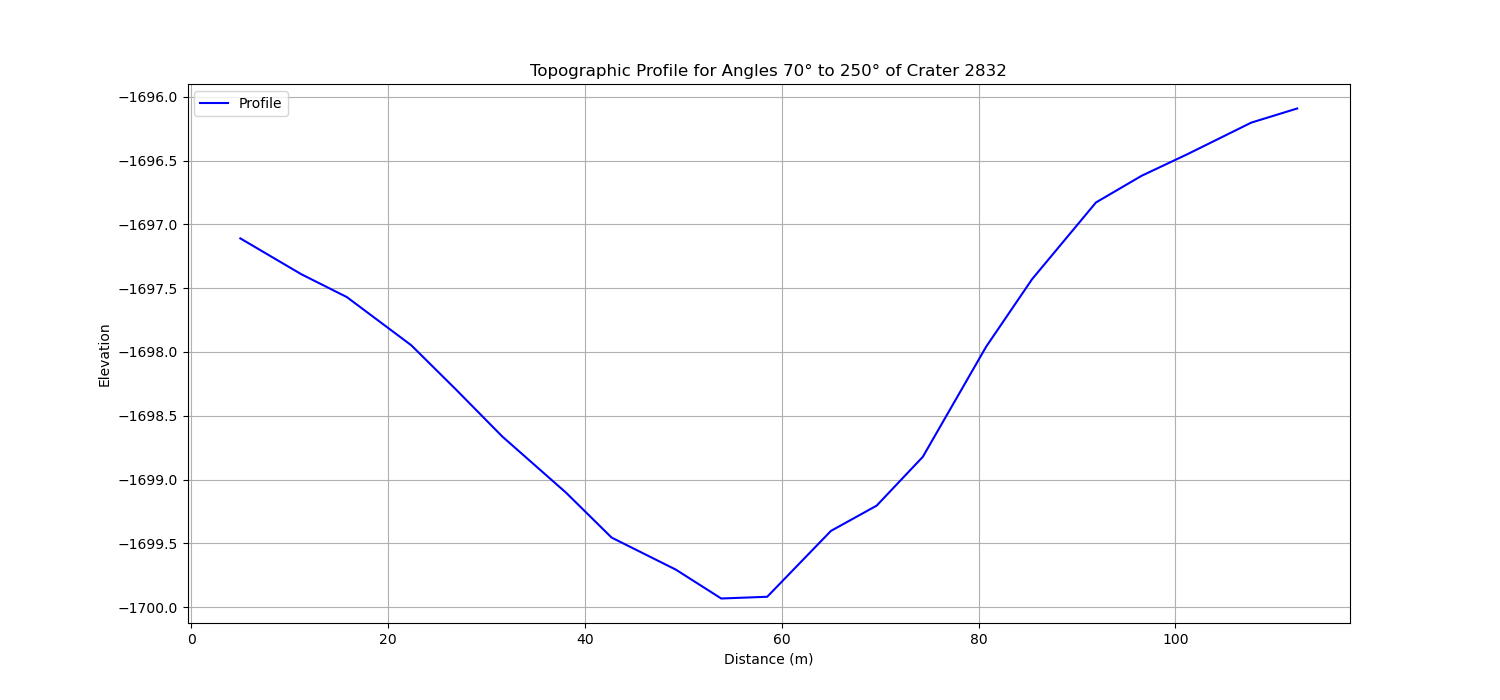 Topographic Profile for Angles 70° to 250° of Crater 2832
Profile
−1696.0
−1696.5
−1697.0
−1697.5
−1698.0
−1698.5
−1699.0
−1699.5
−1700.0
Elevation
0 20 40 60 80 100
Distance (m)